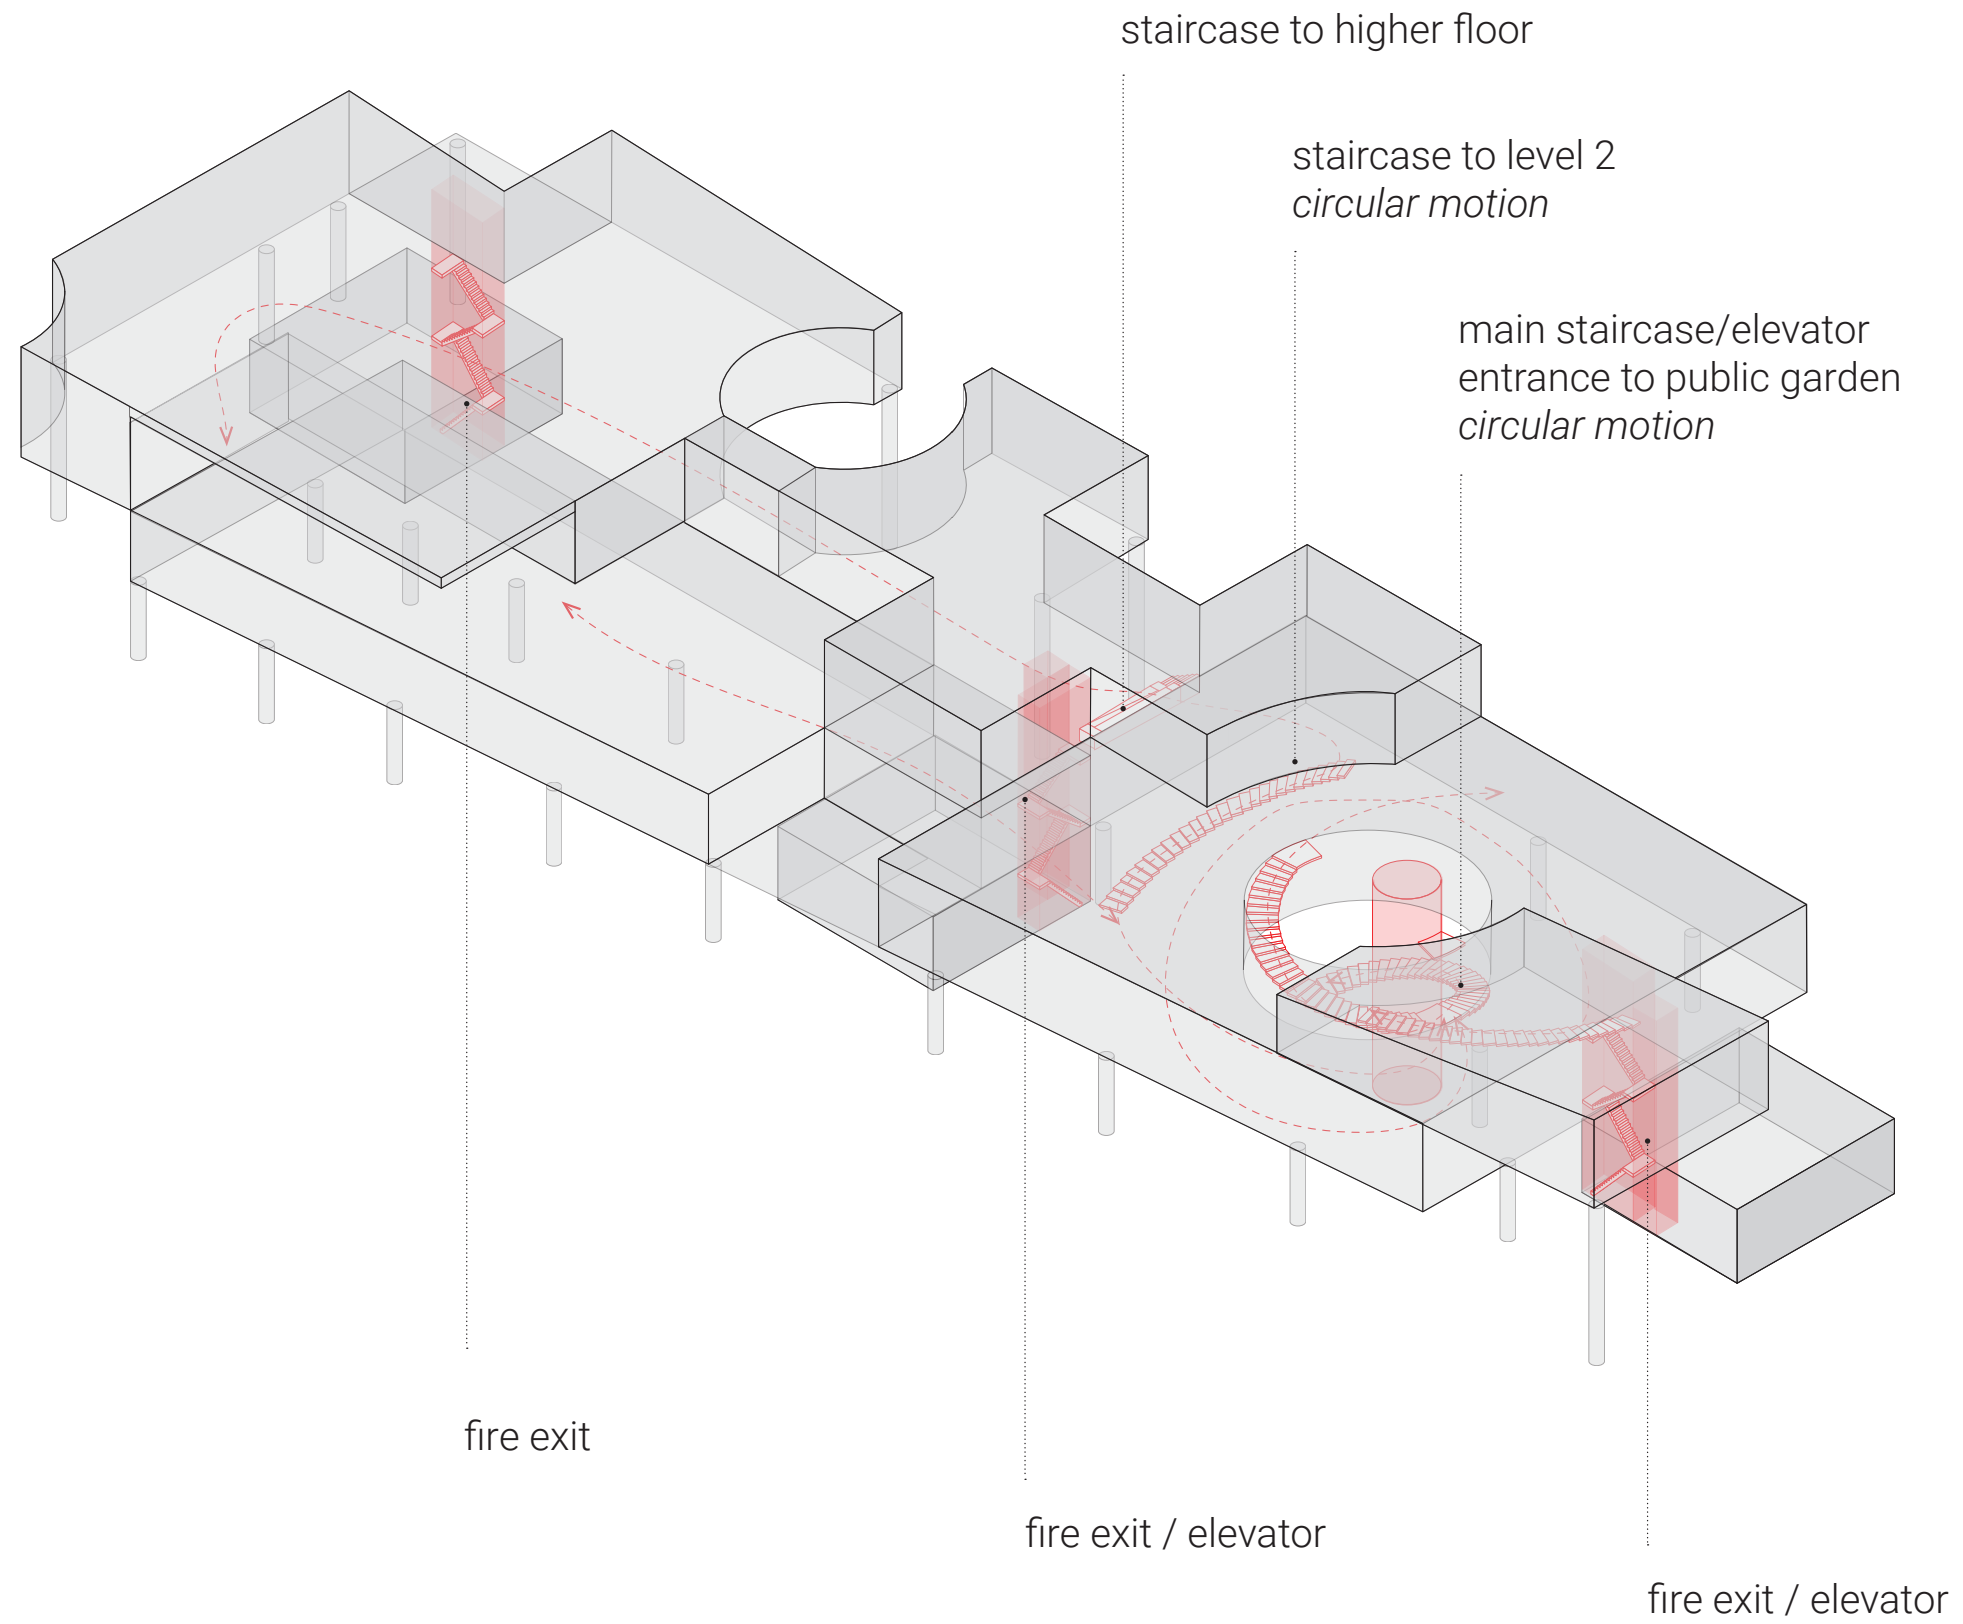 staircase to higher floor
staircase to level 2
circular motion
main staircase/elevator
entrance to public garden
circular motion
fire exit
fire exit / elevator
fire exit / elevator